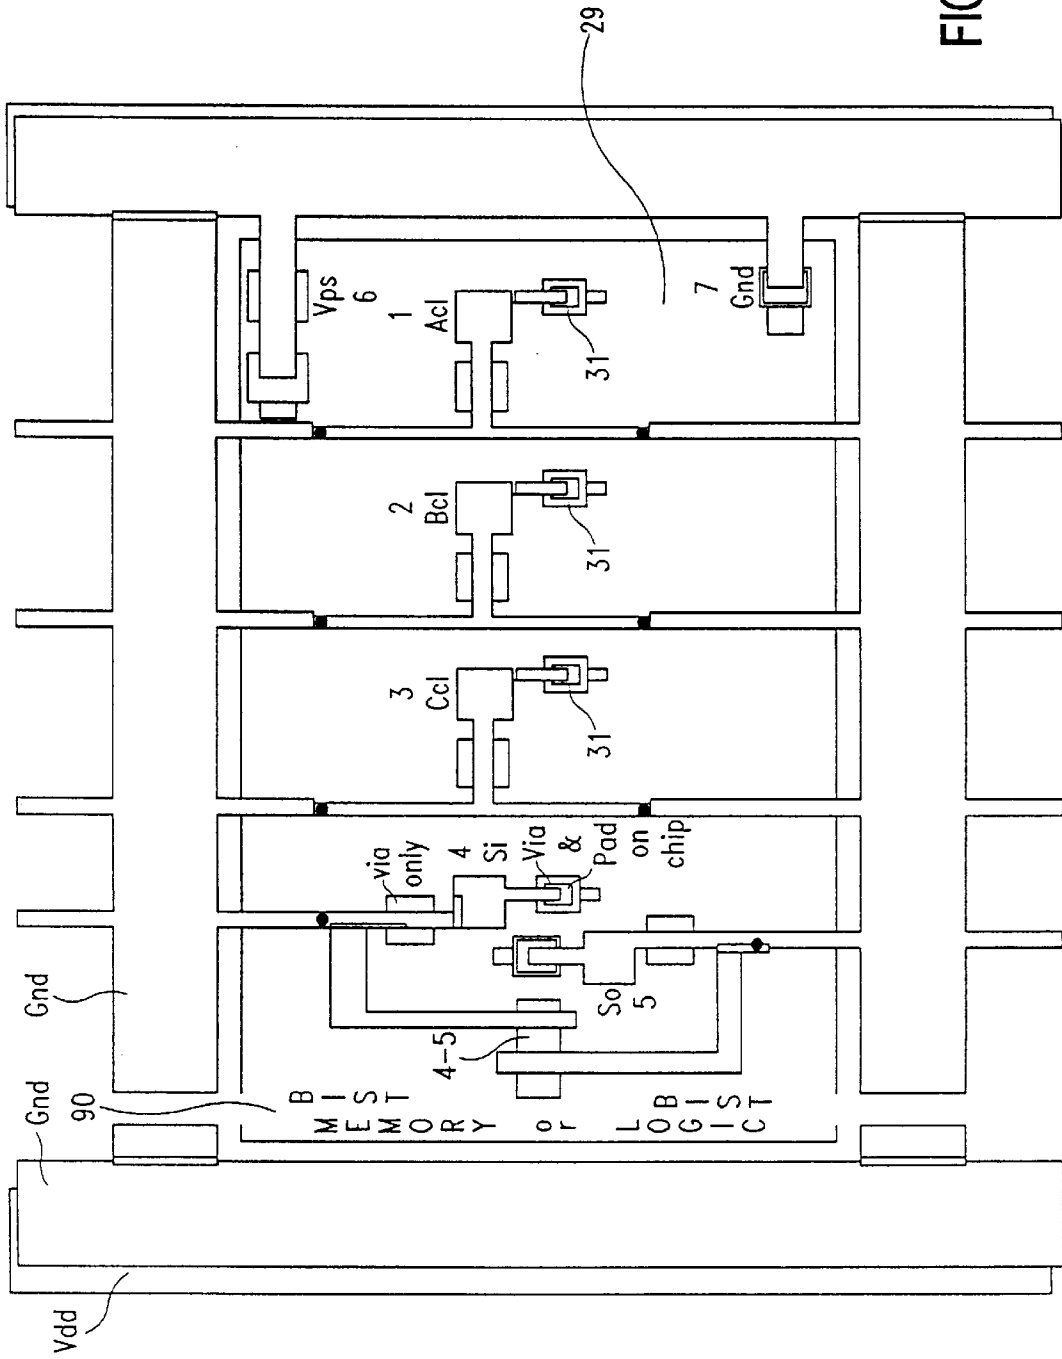 Vdd
Gnd
Gnd
90
BIST
MEMORY or LOGIC
BIST
via only
4
Si
3
Ccl
2
Bcl
1
Acl
Vps
6
4-5
So
5
Via
&
Pad
on
chip
31
31
31
7
Gnd
29